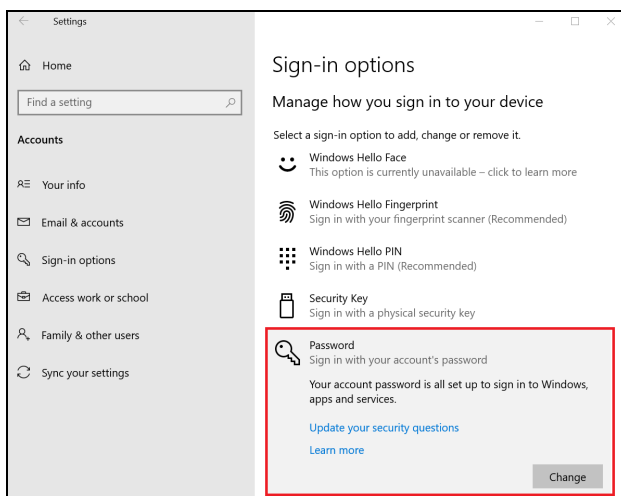 Settings
Home
Find a setting
Accounts
Your info
Email & accounts
Sign-in options
Access work or school
Family & other users
Sync your settings
Sign-in options
Manage how you sign in to your device
Select a sign-in option to add, change or remove it.
Windows Hello Face
This option is currently unavailable – click to learn more
Windows Hello Fingerprint
Sign in with your fingerprint scanner (Recommended)
Windows Hello PIN
Sign in with a PIN (Recommended)
Security Key
Sign in with a physical security key
Password
Sign in with your account's password
Your account password is all set up to sign in to Windows,
apps and services.
Update your security questions
Learn more
Change